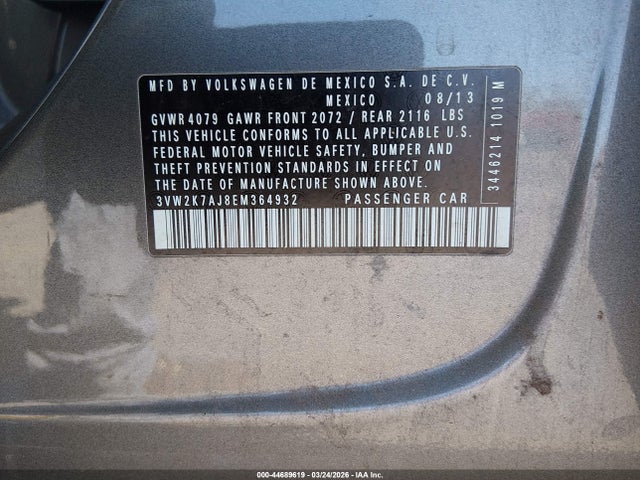 MFD BY VOLKSWAGEN DE MEXICO S.A. DE C.V.
MEXICO 08/13
GVWR 4079 GAWR FRONT 2072 / REAR 2116 LBS
THIS VEHICLE CONFORMS TO ALL APPLICABLE U.S.
FEDERAL MOTOR VEHICLE SAFETY, BUMPER AND
THEFT PREVENTION STANDARDS IN EFFECT ON
THE DATE OF MANUFACTURE SHOWN ABOVE.
3VW2K7AJ8EM364932 PASSENGER CAR
3446214 1019 M
000-44689619 | 03/24/2026 | IAA Inc.